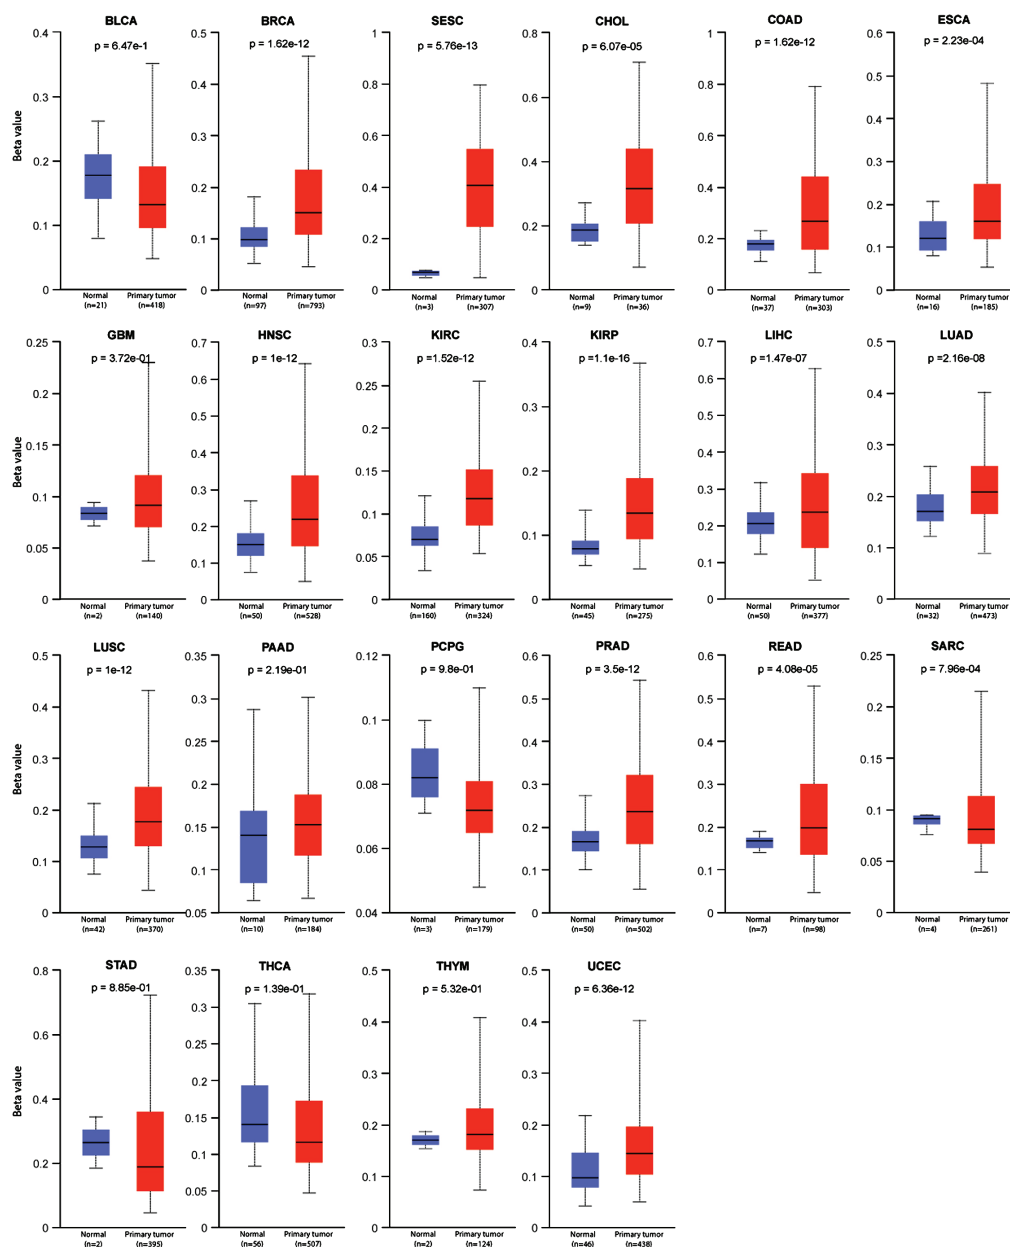 BLCA
p = 6.47e-1
Beta value
0.4
0.3
0.2
0.1
0
Normal
(n=21)
Primary tumor
(n=418)
BRCA
p = 1.62e-12
0.5
0.4
0.3
0.2
0.1
0
Normal
(n=97)
Primary tumor
(n=793)
SESC
p = 5.76e-13
1
0.8
0.6
0.4
0.2
0
Normal
(n=3)
Primary tumor
(n=307)
CHOL
p = 6.07e-05
0.8
0.6
0.4
0.2
0
Normal
(n=9)
Primary tumor
(n=36)
COAD
p = 1.62e-12
1
0.8
0.6
0.4
0.2
0
Normal
(n=37)
Primary tumor
(n=303)
ESCA
p = 2.23e-04
0.6
0.5
0.4
0.3
0.2
0.1
0
Normal
(n=16)
Primary tumor
(n=185)
GBM
p = 3.72e-01
Beta value
0.25
0.2
0.15
0.1
0.05
0
Normal
(n=2)
Primary tumor
(n=140)
HNSC
p = 1e-12
0.7
0.6
0.5
0.4
0.3
0.2
0.1
0
Normal
(n=50)
Primary tumor
(n=528)
KIRC
p =1.52e-12
0.3
0.25
0.2
0.15
0.1
0.05
0
Normal
(n=160)
Primary tumor
(n=324)
KIRP
p =1.1e-16
0.4
0.3
0.2
0.1
0
Normal
(n=45)
Primary tumor
(n=275)
LIHC
p =1.47e-07
0.7
0.6
0.5
0.4
0.3
0.2
0.1
0
Normal
(n=50)
Primary tumor
(n=377)
LUAD
p =2.16e-08
0.5
0.4
0.3
0.2
0.1
0
Normal
(n=32)
Primary tumor
(n=473)
LUSC
p = 1e-12
Beta value
0.5
0.4
0.3
0.2
0.1
0
Normal
(n=42)
Primary tumor
(n=370)
PAAD
p = 2.19e-01
0.35
0.3
0.25
0.2
0.15
0.1
0.05
Normal
(n=10)
Primary tumor
(n=184)
PCPG
p = 9.8e-01
0.12
0.1
0.08
0.06
0.04
Normal
(n=3)
Primary tumor
(n=179)
PRAD
p = 3.5e-12
0.6
0.5
0.4
0.3
0.2
0.1
0
Normal
(n=50)
Primary tumor
(n=502)
READ
p = 4.08e-05
0.6
0.5
0.4
0.3
0.2
0.1
0
Normal
(n=7)
Primary tumor
(n=98)
SARC
p = 7.96e-04
0.25
0.2
0.15
0.1
0.05
0
Normal
(n=4)
Primary tumor
(n=261)
STAD
p = 8.85e-01
Beta value
0.8
0.6
0.4
0.2
0
Normal
(n=2)
Primary tumor
(n=395)
THCA
p = 1.39e-01
0.35
0.3
0.25
0.2
0.15
0.1
0.05
0
Normal
(n=56)
Primary tumor
(n=507)
THYM
p = 5.32e-01
0.5
0.4
0.3
0.2
0.1
0
Normal
(n=2)
Primary tumor
(n=124)
UCEC
p = 6.36e-12
0.5
0.4
0.3
0.2
0.1
0
Normal
(n=46)
Primary tumor
(n=438)